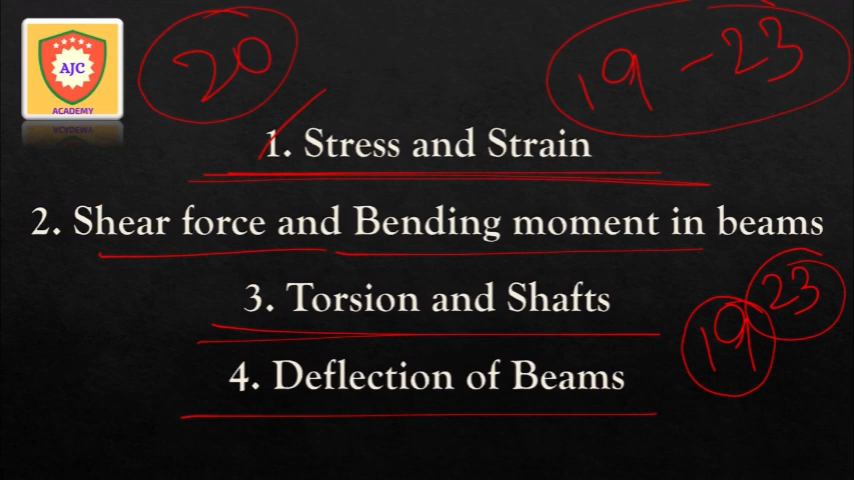 AJC
ACADEMY
20
19-23
1. Stress and Strain
2. Shear force and Bending moment in beams
3. Torsion and Shafts
23
19
4. Deflection of Beams